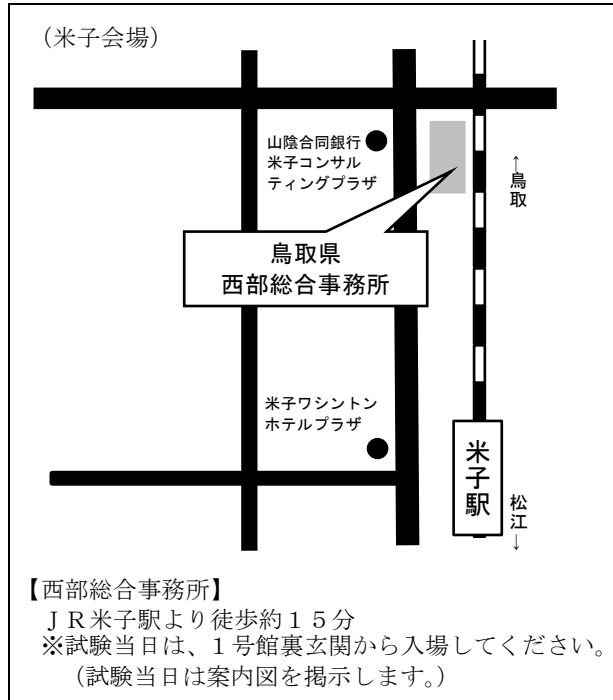 （米子会場）
山陰合同銀行
米子コンサル
ティングプラザ
↑鳥取
鳥取県
西部総合事務所
米子ワシントン
ホテルプラザ
米子駅
松江↓
【西部総合事務所】
ＪＲ米子駅より徒歩約１５分
※試験当日は、１号館裏玄関から入場してください。
（試験当日は案内図を掲示します。）